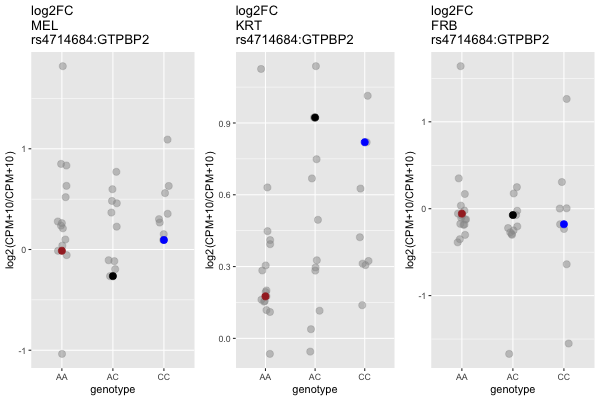 log2FC
MEL
rs4714684:GTPBP2
log2(CPM+10/CPM+10)
1
0
-1
AA AC CC
genotype
log2FC
KRT
rs4714684:GTPBP2
log2(CPM+10/CPM+10)
0.9
0.6
0.3
0.0
AA AC CC
genotype
log2FC
FRB
rs4714684:GTPBP2
log2(CPM+10/CPM+10)
1
0
-1
AA AC CC
genotype